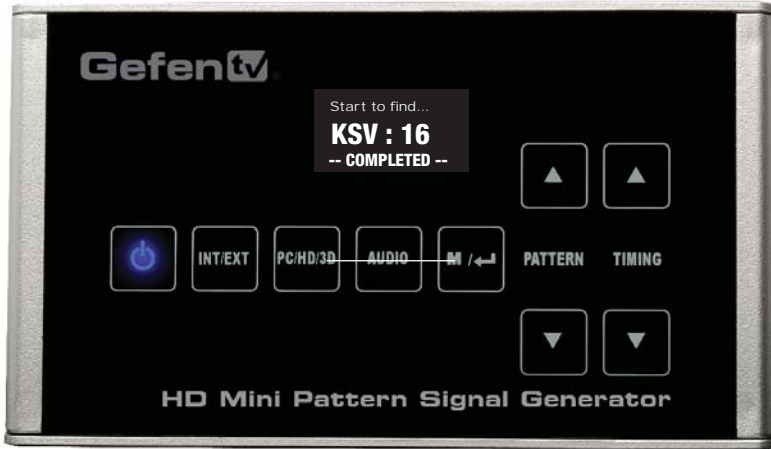 Gefen tv
Start to find...
KSV : 16
-- COMPLETED --
INT/EXT
PC/HD/3D
AUDIO
M /↵
PATTERN
TIMING
HD Mini Pattern Signal Generator